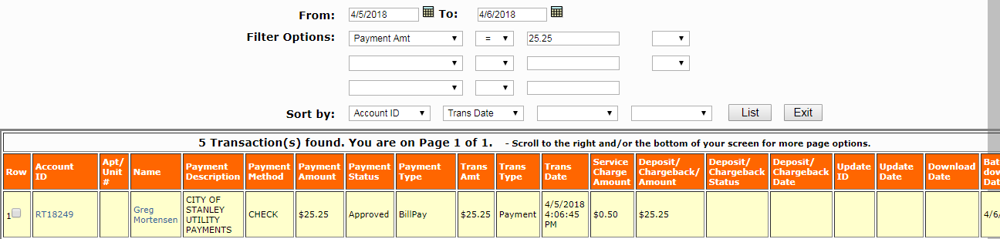 From: 4/5/2018 To: 4/6/2018
Filter Options: Payment Amt = 25.25
Sort by: Account ID Trans Date List Exit
5 Transaction(s) found. You are on Page 1 of 1. - Scroll to the right and/or the bottom of your screen for more page options.
Row
Account
ID
Apt/
Unit
#
Name
Payment
Description
Payment
Method
Payment
Amount
Payment
Status
Payment
Type
Trans
Amt
Trans
Type
Trans
Date
Service
Charge
Amount
Deposit/
Chargeback/
Amount
Deposit/
Chargeback
Status
Deposit/
Chargeback
Date
Update
ID
Update
Date
Download
Date
1
RT18249
Greg
Mortensen
CITY OF
STANLEY
UTILITY
PAYMENTS
CHECK
$25.25
Approved
BillPay
$25.25
Payment
4/5/2018
4:06:45
PM
$0.50
$25.25
4/6/